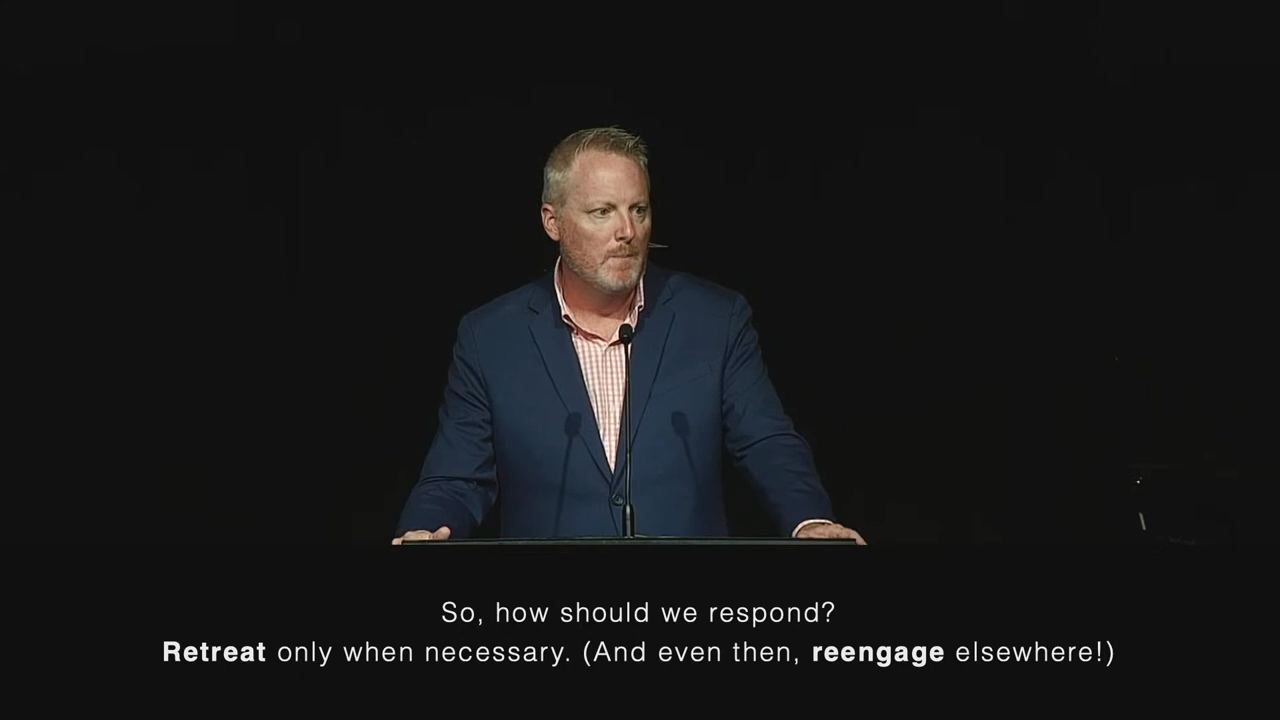 So, how should we respond?
Retreat only when necessary. (And even then, reengage elsewhere!)